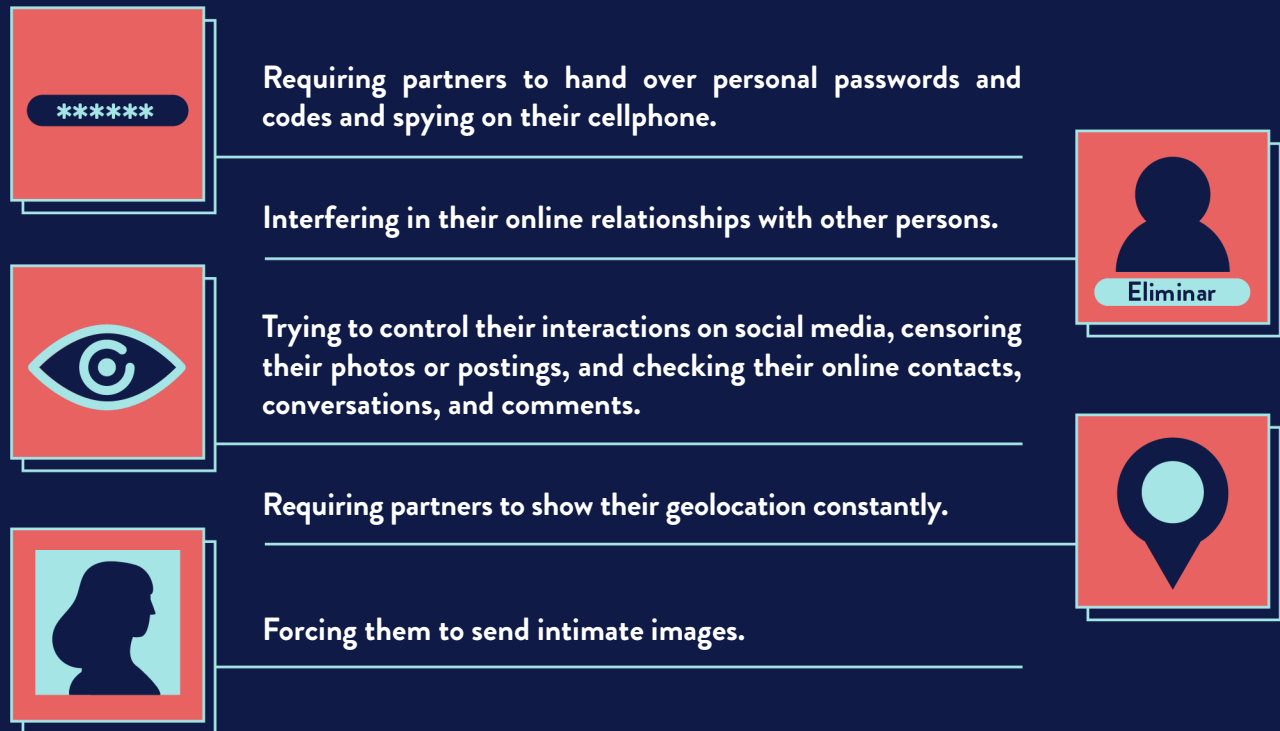 ******
Requiring partners to hand over personal passwords and
codes and spying on their cellphone.
Interfering in their online relationships with other persons.
Eliminar
Trying to control their interactions on social media, censoring
their photos or postings, and checking their online contacts,
conversations, and comments.
Requiring partners to show their geolocation constantly.
Forcing them to send intimate images.